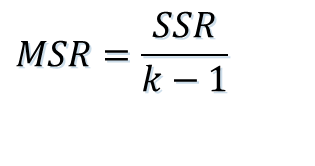 MSR = SSR / k − 1